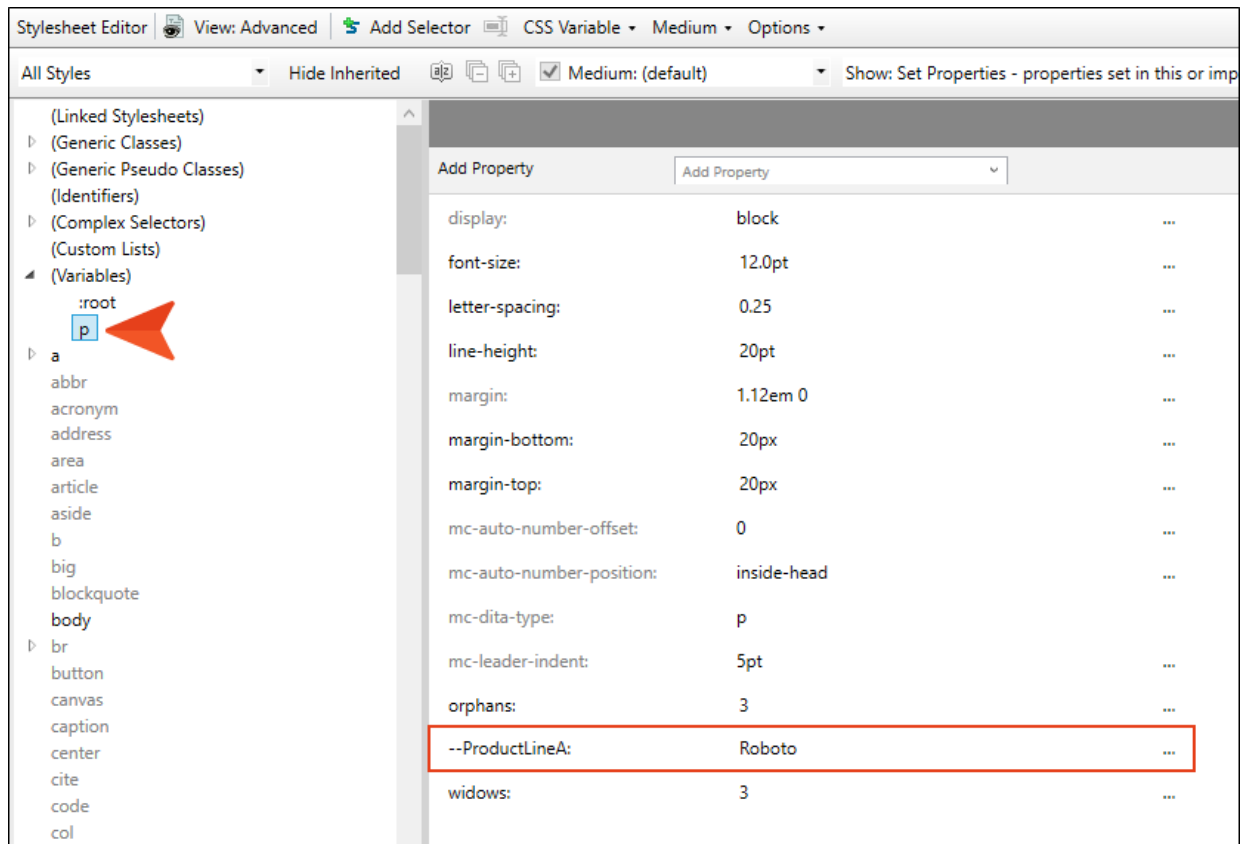 Stylesheet Editor View: Advanced Add Selector CSS Variable Medium Options
All Styles Hide Inherited Medium: (default) Show: Set Properties - properties set in this or imp
(Linked Stylesheets)
(Generic Classes)
(Generic Pseudo Classes)
(Identifiers)
(Complex Selectors)
(Custom Lists)
(Variables)
:root
p
a
abbr
acronym
address
area
article
aside
b
big
blockquote
body
br
button
canvas
caption
center
cite
code
col
Add Property Add Property
display: block ...
font-size: 12.0pt ...
letter-spacing: 0.25 ...
line-height: 20pt ...
margin: 1.12em 0 ...
margin-bottom: 20px ...
margin-top: 20px ...
mc-auto-number-offset: 0 ...
mc-auto-number-position: inside-head ...
mc-dita-type: p
mc-leader-indent: 5pt ...
orphans: 3 ...
--ProductLineA: Roboto ...
widows: 3 ...